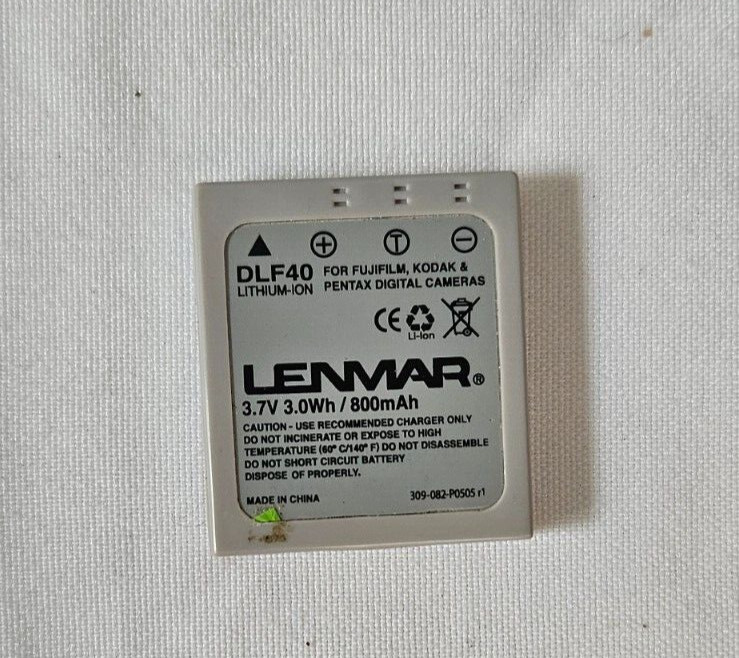 + T −
DLF40 FOR FUJIFILM, KODAK &
LITHIUM-ION PENTAX DIGITAL CAMERAS
CE
Li-ion
LENMAR®
3.7V 3.0Wh / 800mAh
CAUTION - USE RECOMMENDED CHARGER ONLY
DO NOT INCINERATE OR EXPOSE TO HIGH
TEMPERATURE (60° C/140° F) DO NOT DISASSEMBLE
DO NOT SHORT CIRCUIT BATTERY
DISPOSE OF PROPERLY.
MADE IN CHINA 309-082-P0505 r1